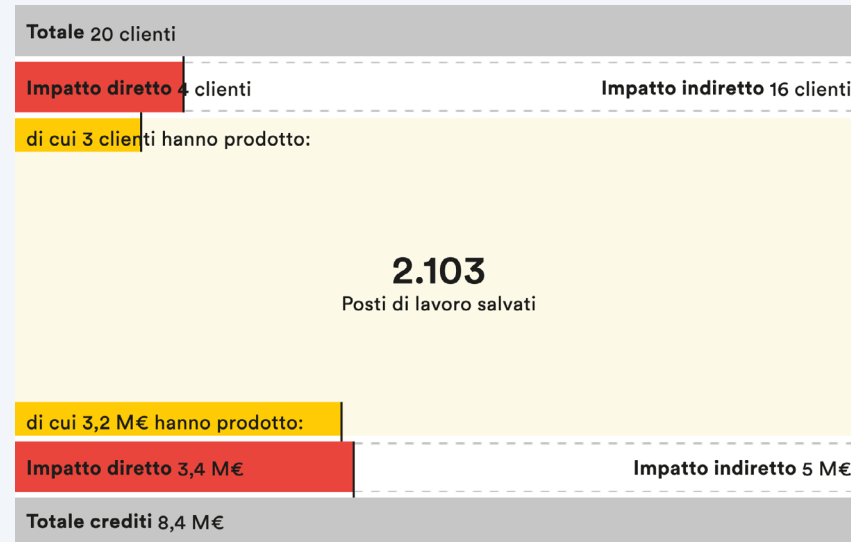 Totale 20 clienti
Impatto diretto 4 clienti Impatto indiretto 16 clienti
di cui 3 clienti hanno prodotto:
2.103
Posti di lavoro salvati
di cui 3,2 M€ hanno prodotto:
Impatto diretto 3,4 M€ Impatto indiretto 5 M€
Totale crediti 8,4 M€